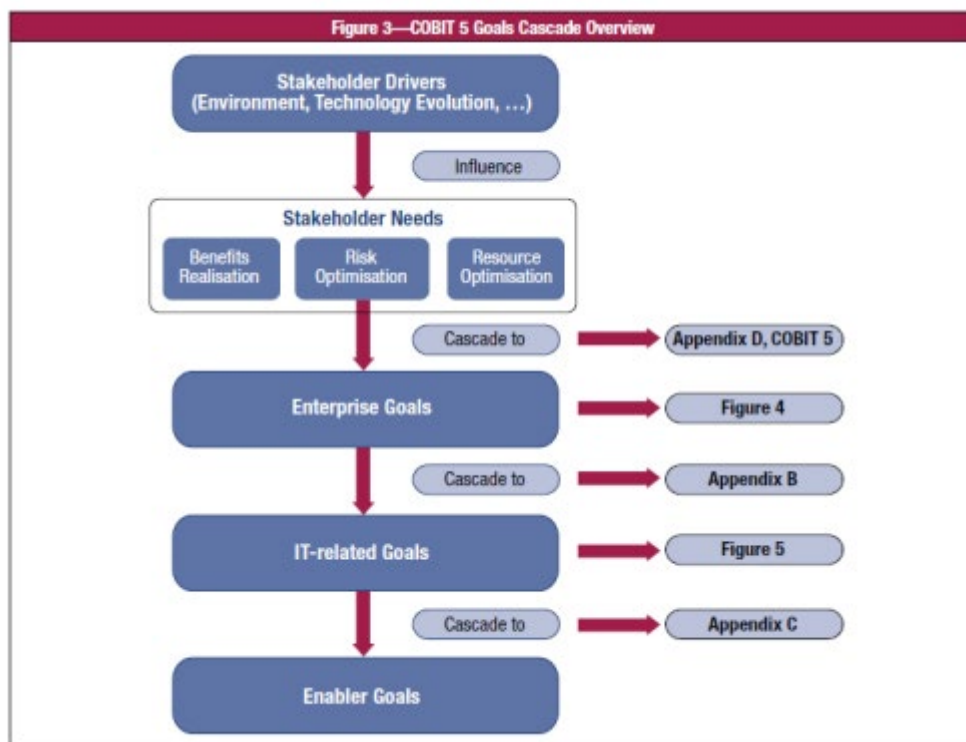 Figure 3—COBIT 5 Goals Cascade Overview
Stakeholder Drivers
(Environment, Technology Evolution, …)
Influence
Stakeholder Needs
Benefits
Realisation
Risk
Optimisation
Resource
Optimisation
Cascade to
Appendix D, COBIT 5
Enterprise Goals
Figure 4
Cascade to
Appendix B
IT-related Goals
Figure 5
Cascade to
Appendix C
Enabler Goals